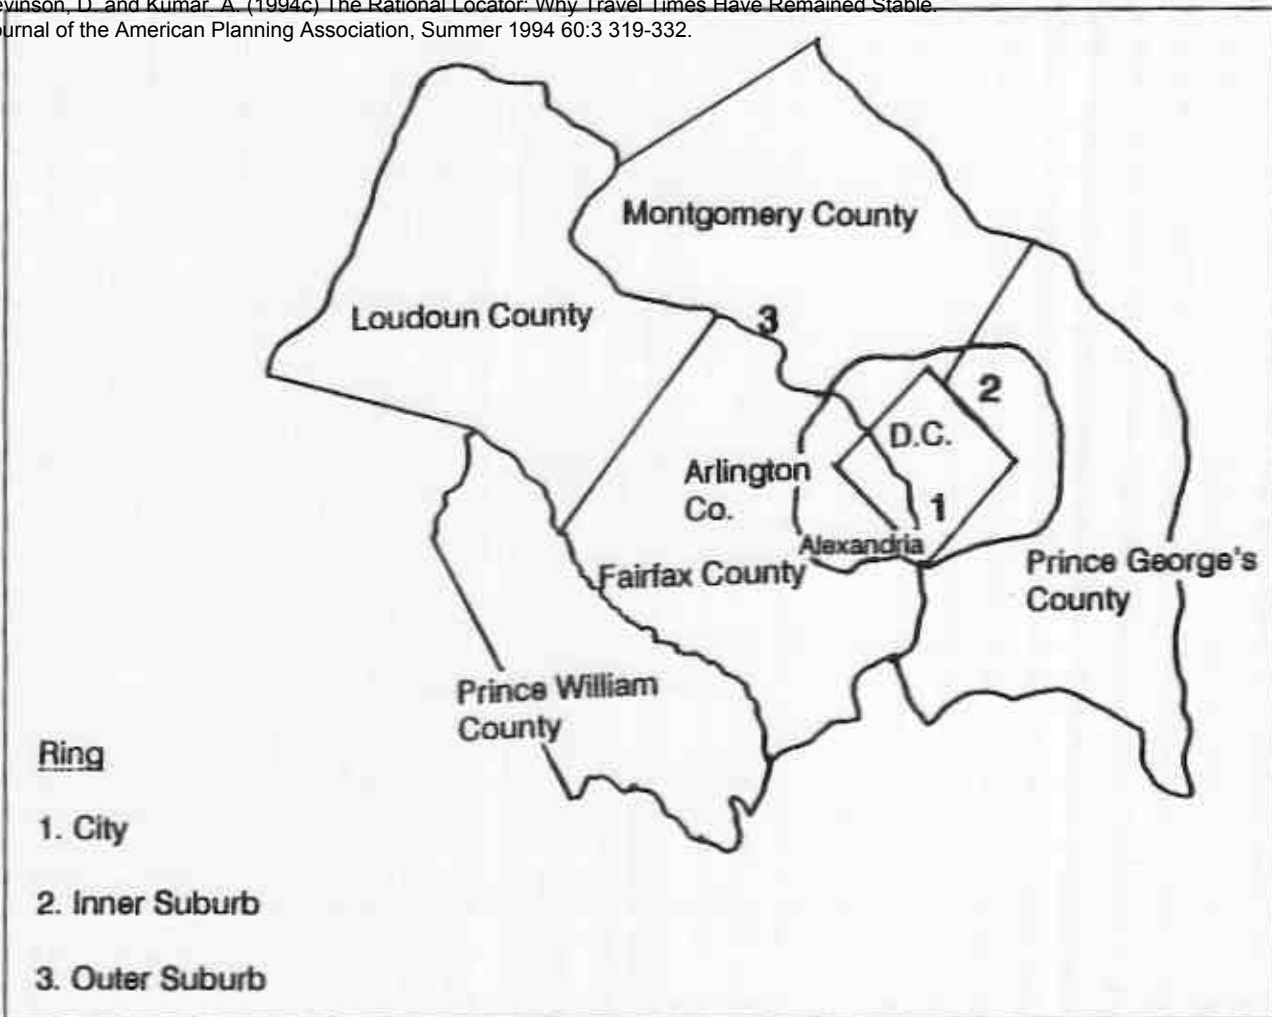 evinson, D. and Kumar. A. (1994c) The Rational Locator: Why Travel Times Have Remained Stable.
ournal of the American Planning Association, Summer 1994 60:3 319-332.
Montgomery County
Loudoun County
3
2
D.C.
Arlington
Co.
1
Alexandria
Fairfax County
Prince George's
County
Prince William
County
Ring
1. City
2. Inner Suburb
3. Outer Suburb